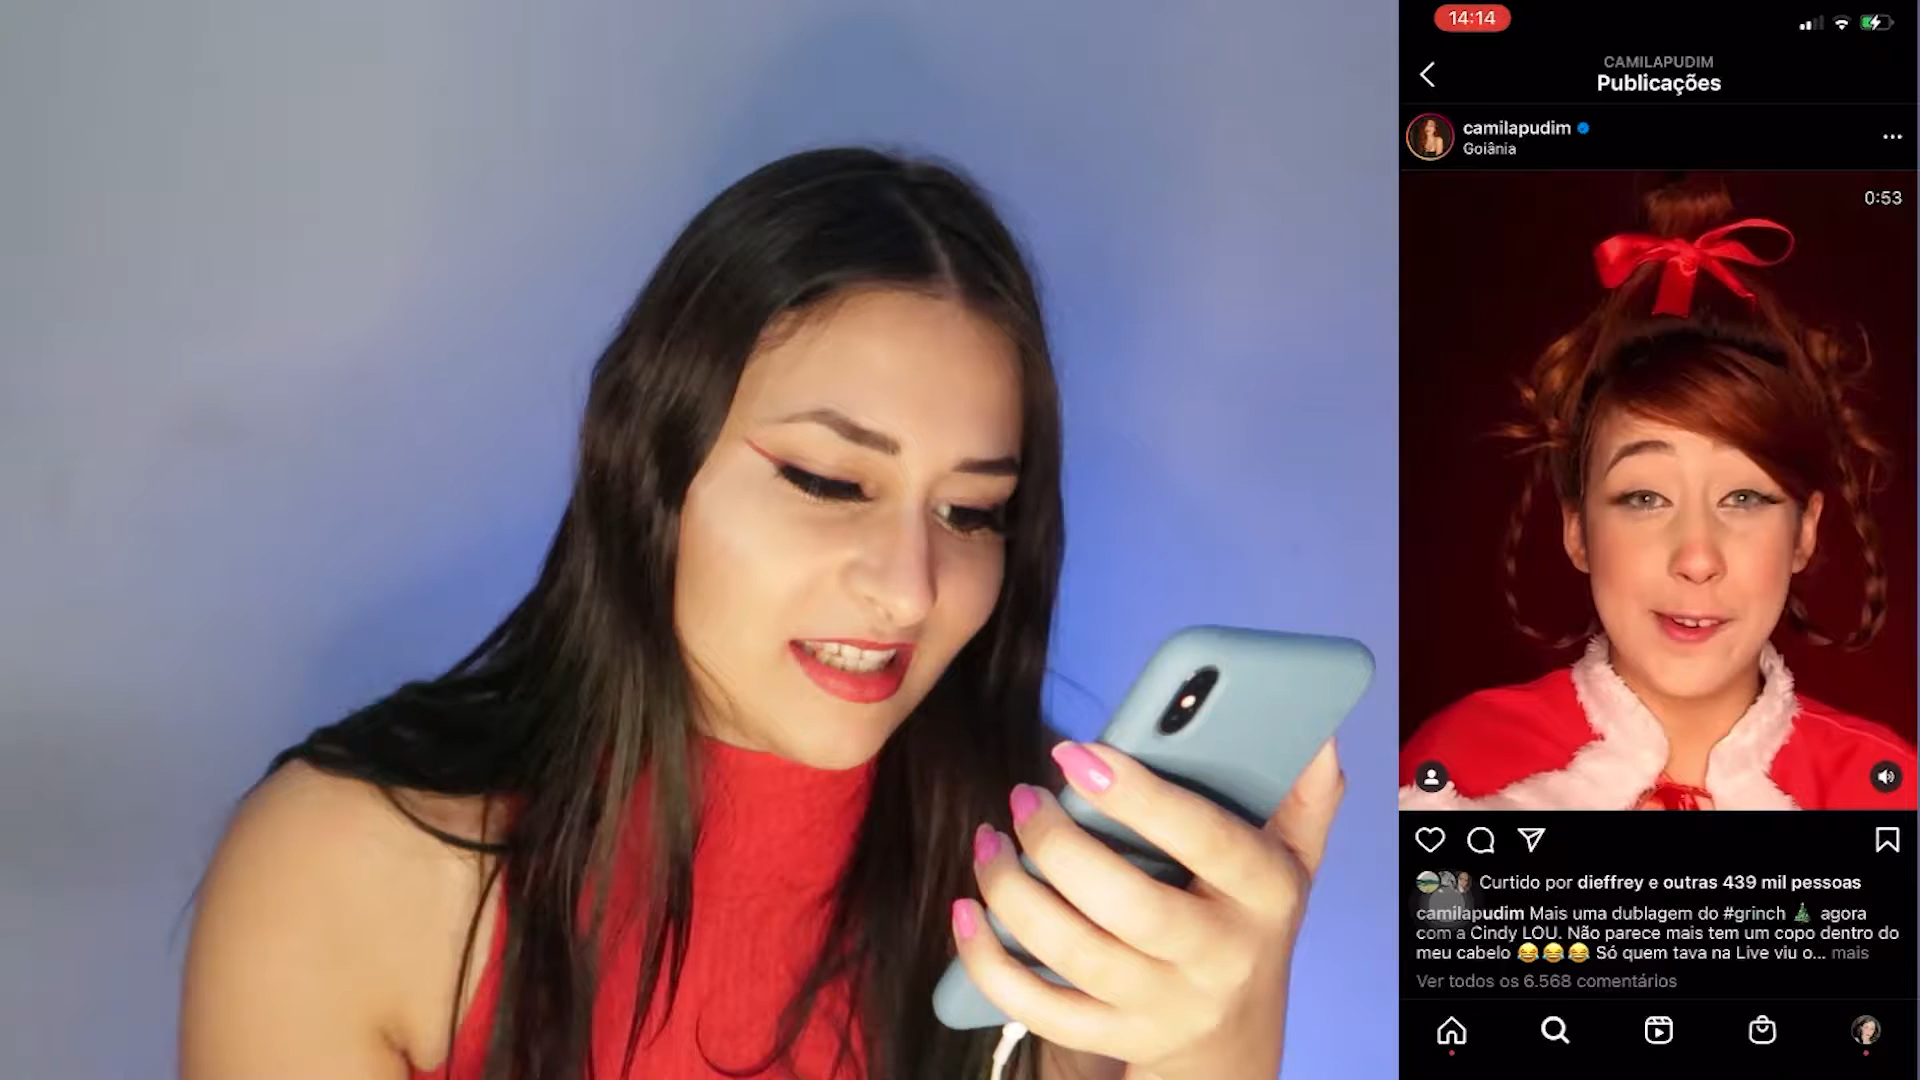 14:14
CAMILAPUDIM
Publicações
camilapudim
Goiânia
0:53
Curtido por dieffrey e outras 439 mil pessoas
camilapudim Mais uma dublagem do #grinch 🎄 agora
com a Cindy LOU. Não parece mais tem um copo dentro do
meu cabelo 😂😂😂 Só quem tava na Live viu o... mais
Ver todos os 6.568 comentários